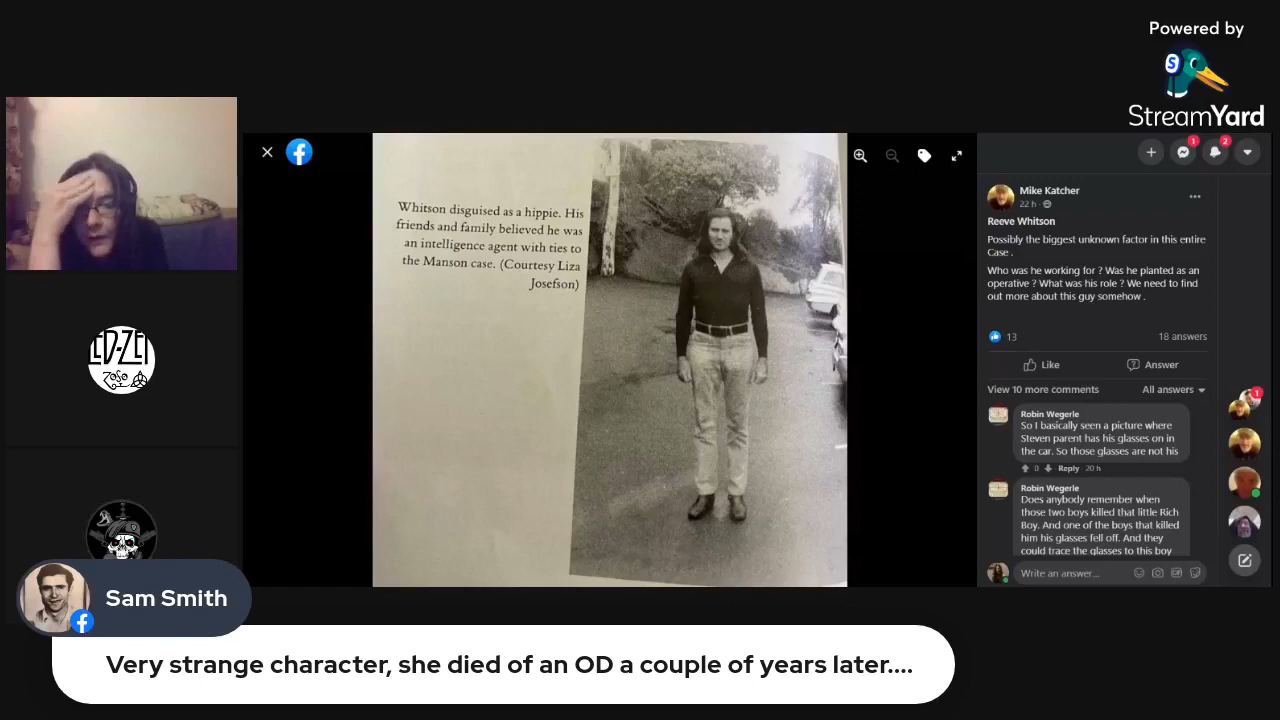 Powered by
StreamYard
Whitson disguised as a hippie. His
friends and family believed he was
an intelligence agent with ties to
the Manson case. (Courtesy Liza
Josefson)
1
2
Mike Katcher
22 h
Reeve Whitson
Possibly the biggest unknown factor in this entire
Case .
Who was he working for ? Was he planted as an
operative ? What was his role ? We need to find
out more about this guy somehow .
13
18 answers
Like
Answer
View 10 more comments
All answers
Robin Wegerle
So I basically seen a picture where
Steven parent has his glasses on in
the car. So those glasses are not his
0
Reply 20 h
Robin Wegerle
Does anybody remember when
those two boys killed that little Rich
Boy. And one of the boys that killed
him his glasses fell off. And they
could trace the glasses to this boy
Write an answer...
GIF
1
LED-ZEP
ZOSO
Sam Smith
Very strange character, she died of an OD a couple of years later....